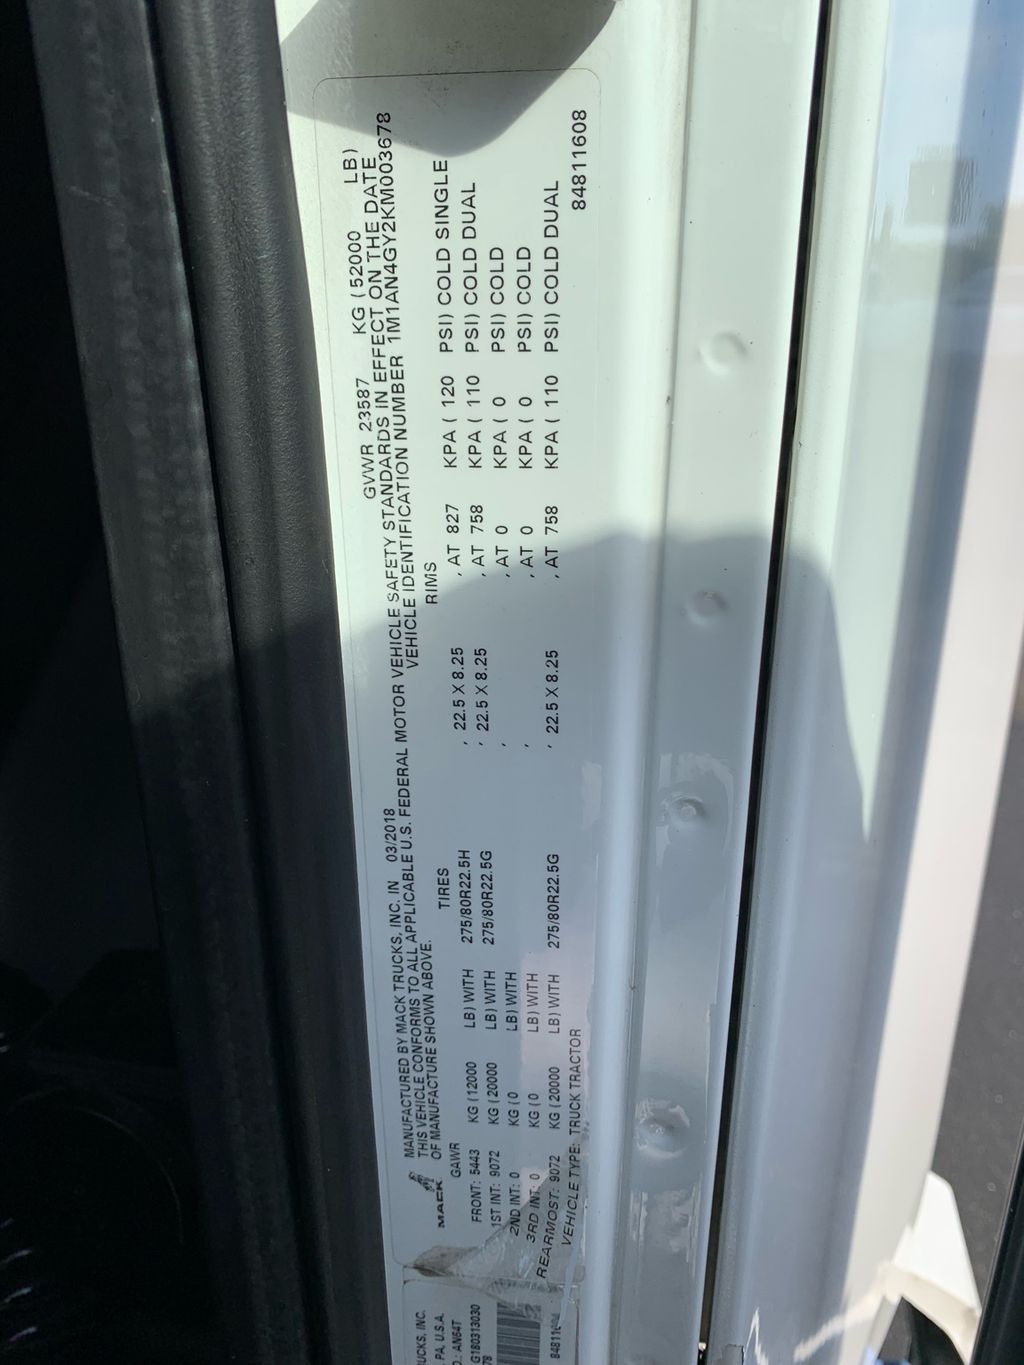 MACK
MANUFACTURED BY MACK TRUCKS, INC. IN 03/2018 GVWR 23587 KG (52000 LB)
THIS VEHICLE CONFORMS TO ALL APPLICABLE U.S. FEDERAL MOTOR VEHICLE SAFETY STANDARDS IN EFFECT ON THE DATE
OF MANUFACTURE SHOWN ABOVE. VEHICLE IDENTIFICATION NUMBER 1M1AN4GY2KM003678
GAWR TIRES RIMS
FRONT: 5443 KG (12000 LB) WITH 275/80R22.5H , 22.5 X 8.25 , AT 827 KPA ( 120 PSI) COLD SINGLE
1ST INT: 9072 KG (20000 LB) WITH 275/80R22.5G , 22.5 X 8.25 , AT 758 KPA ( 110 PSI) COLD DUAL
2ND INT: 0 KG (0 LB) WITH , , AT 0 KPA ( 0 PSI) COLD
3RD INT: 0 KG (0 LB) WITH , , AT 0 KPA ( 0 PSI) COLD
REARMOST: 9072 KG (20000 LB) WITH 275/80R22.5G , 22.5 X 8.25 , AT 758 KPA ( 110 PSI) COLD DUAL
VEHICLE TYPE: TRUCK TRACTOR 84811608
UCKS, INC.
PA, U.S.A.
.: AN64T
G180313030
78